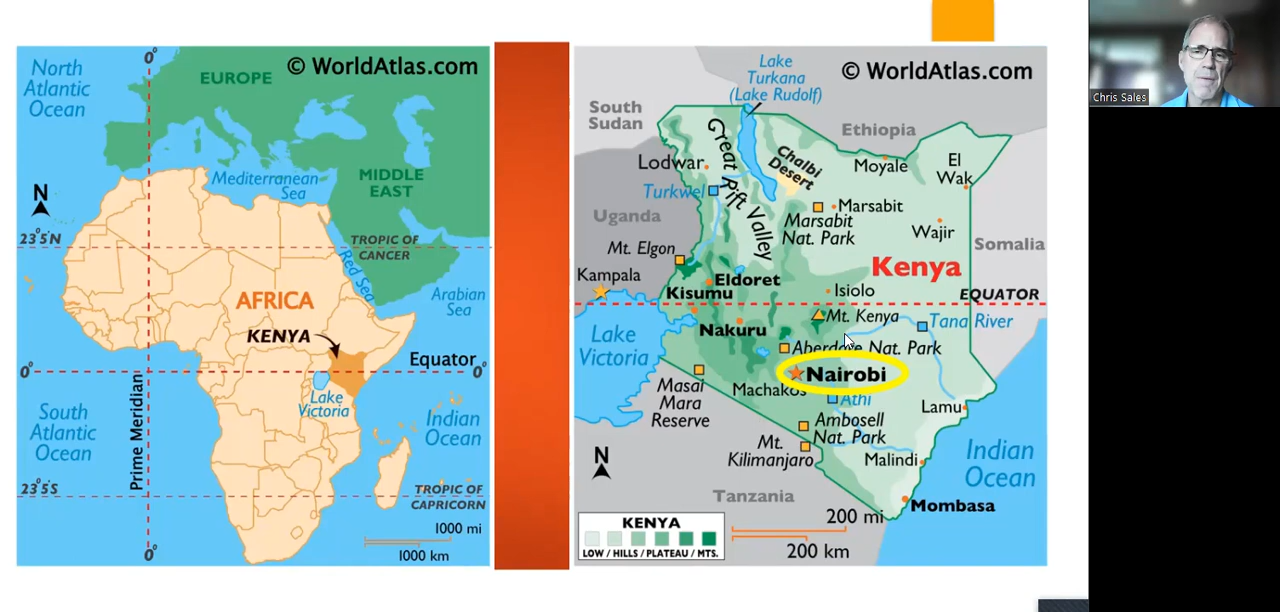 © WorldAtlas.com
0°
North
Atlantic
Ocean
EUROPE
Mediterranean
Sea
MIDDLE
EAST
N
23°5'N
TROPIC OF
CANCER
Red Sea
Arabian
Sea
AFRICA
KENYA
Equator
0°
0°
Lake
Victoria
South
Atlantic
Ocean
Prime Meridian
Indian
Ocean
23°5'S
TROPIC OF
CAPRICORN
1000 mi
1000 km
0°
© WorldAtlas.com
Lake
Turkana
(Lake Rudolf)
South
Sudan
Ethiopia
Great Rift Valley
Lodwar
Chalbi
Desert
Moyale
El
Wak
Turkwel
Uganda
Marsabit
Marsabit
Nat. Park
Wajir
Somalia
Mt. Elgon
Kenya
Kampala
Eldoret
Kisumu
Isiolo
EQUATOR
Nakuru
Mt. Kenya
Tana River
Lake
Victoria
Aberdare Nat. Park
Nairobi
Masai
Mara
Reserve
Machakos
Athi
Lamu
Ambosell
Nat. Park
N
Mt.
Kilimanjaro
Malindi
Indian
Ocean
Tanzania
Mombasa
200 mi
200 km
KENYA
LOW / HILLS / PLATEAU / MTS.
Chris Sales